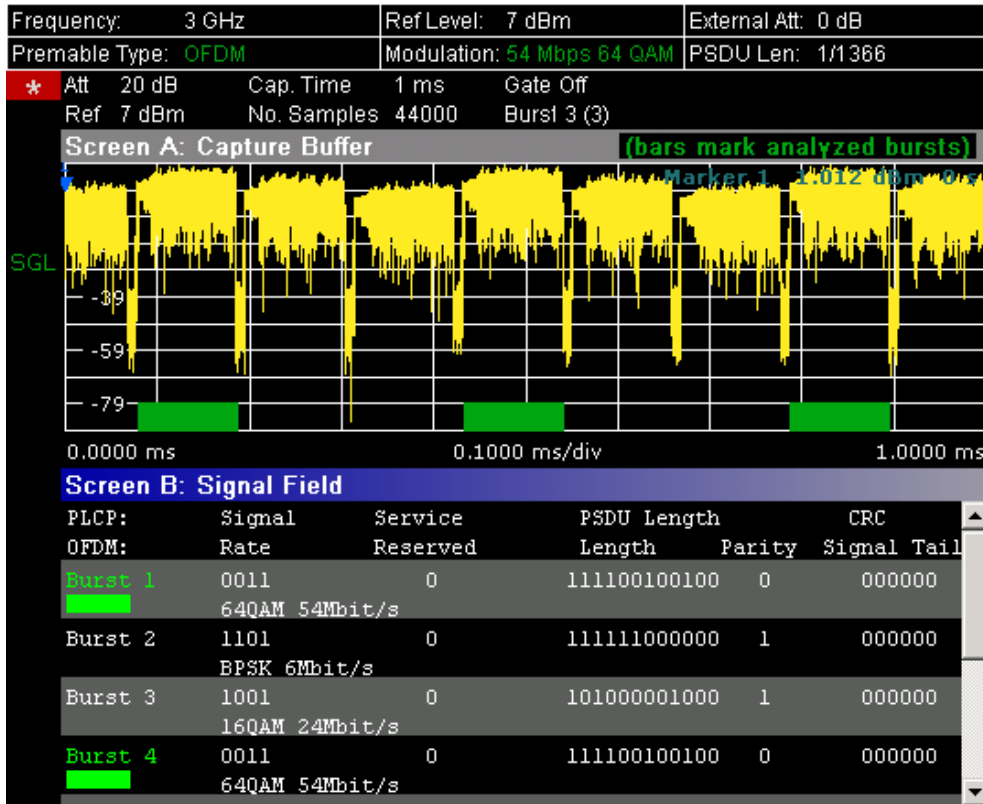 Frequency: 3 GHz Ref Level: 7 dBm External Att: 0 dB
Premable Type: OFDM Modulation: 54 Mbps 64 QAM PSDU Len: 1/1366
* Att 20 dB Cap. Time 1 ms Gate Off
Ref 7 dBm No. Samples 44000 Burst 3 (3)
Screen A: Capture Buffer (bars mark analyzed bursts)
1
Marker 1 1.012 dBm 0 s
SGL
-39
-59
-79
0.0000 ms 0.1000 ms/div 1.0000 ms
Screen B: Signal Field
PLCP: Signal Service PSDU Length CRC
OFDM: Rate Reserved Length Parity Signal Tail
Burst 1 0011 0 111100100100 0 000000
64QAM 54Mbit/s
Burst 2 1101 0 111111000000 1 000000
BPSK 6Mbit/s
Burst 3 1001 0 101000001000 1 000000
16QAM 24Mbit/s
Burst 4 0011 0 111100100100 0 000000
64QAM 54Mbit/s